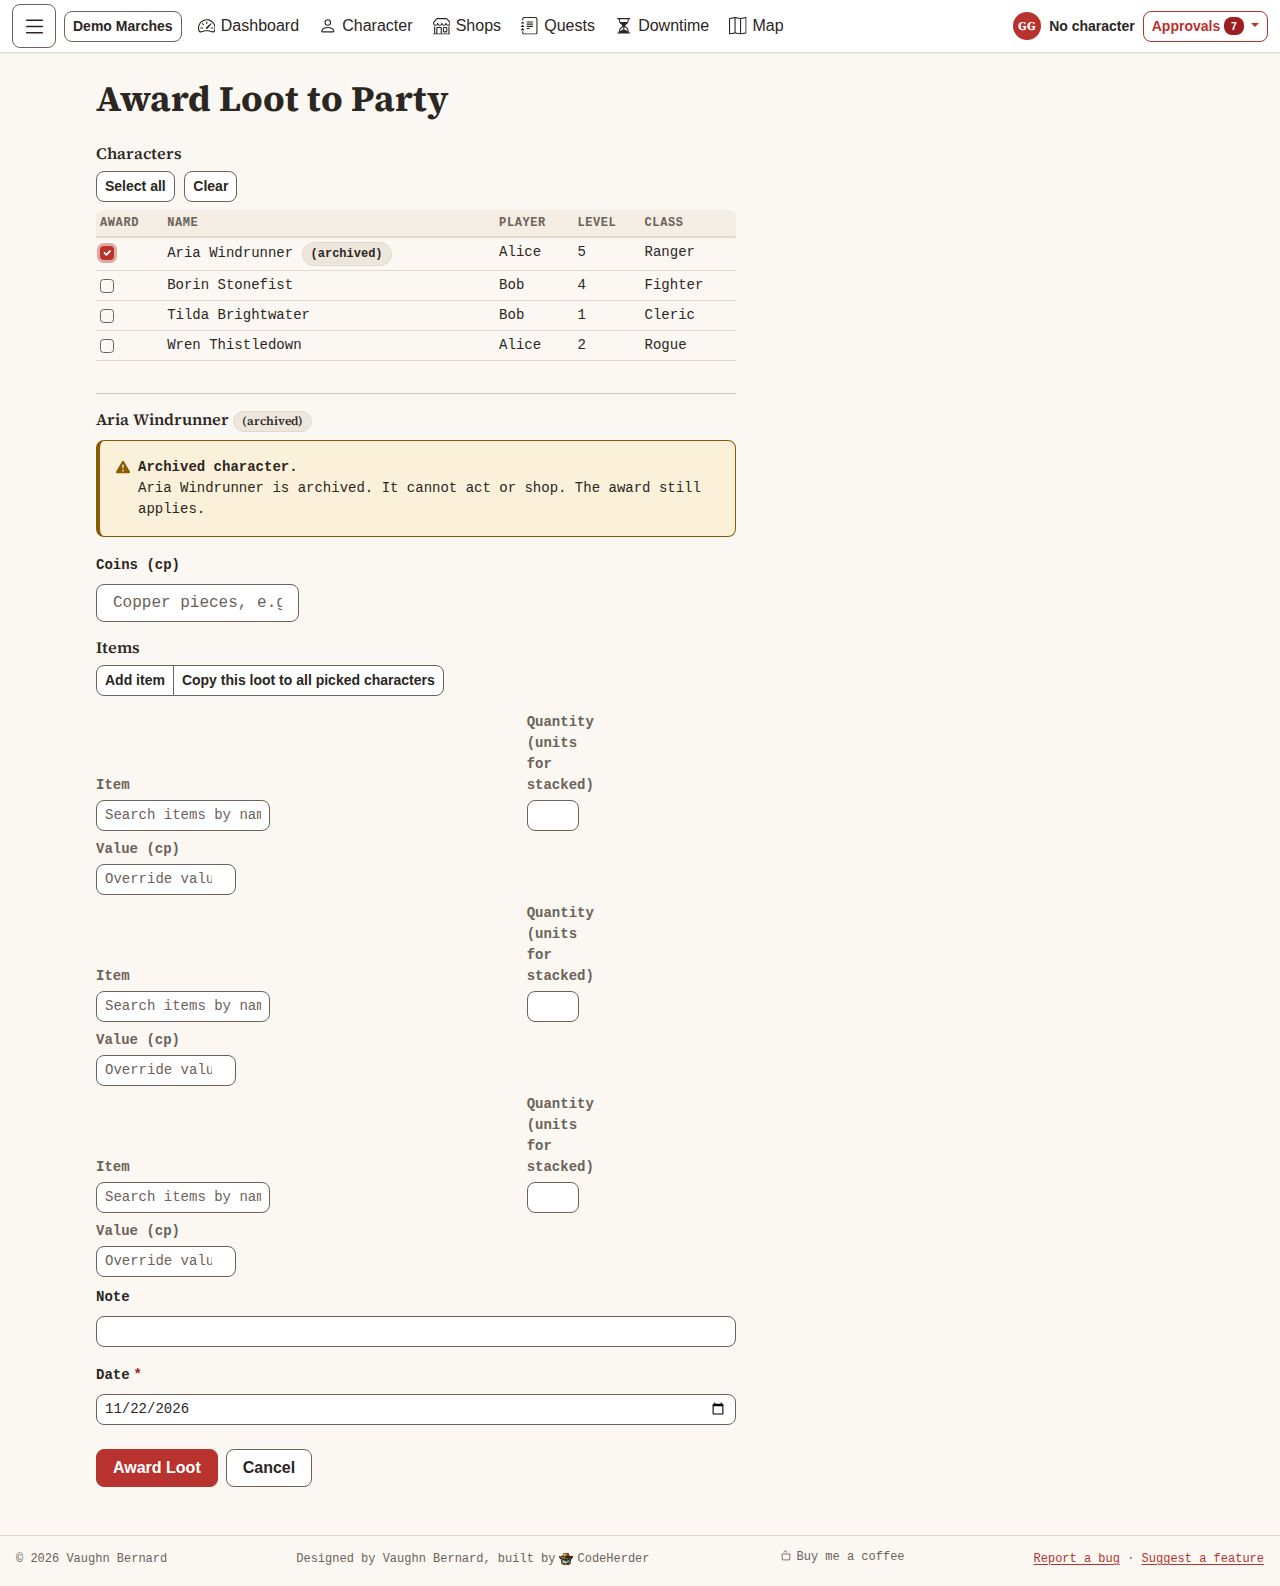 Demo Marches Dashboard Character Shops Quests Downtime Map GG No character Approvals 7
Award Loot to Party
Characters
Select all Clear
AWARD NAME PLAYER LEVEL CLASS
Aria Windrunner (archived) Alice 5 Ranger
Borin Stonefist Bob 4 Fighter
Tilda Brightwater Bob 1 Cleric
Wren Thistledown Alice 2 Rogue
Aria Windrunner (archived)
Archived character.
Aria Windrunner is archived. It cannot act or shop. The award still
applies.
Coins (cp)
Copper pieces, e.g
Items
Add item Copy this loot to all picked characters
Quantity
(units
for
Item stacked)
Search items by nam
Value (cp)
Override valu
Quantity
(units
for
Item stacked)
Search items by nam
Value (cp)
Override valu
Quantity
(units
for
Item stacked)
Search items by nam
Value (cp)
Override valu
Note
Date *
11/22/2026
Award Loot Cancel
© 2026 Vaughn Bernard Designed by Vaughn Bernard, built by CodeHerder Buy me a coffee Report a bug · Suggest a feature